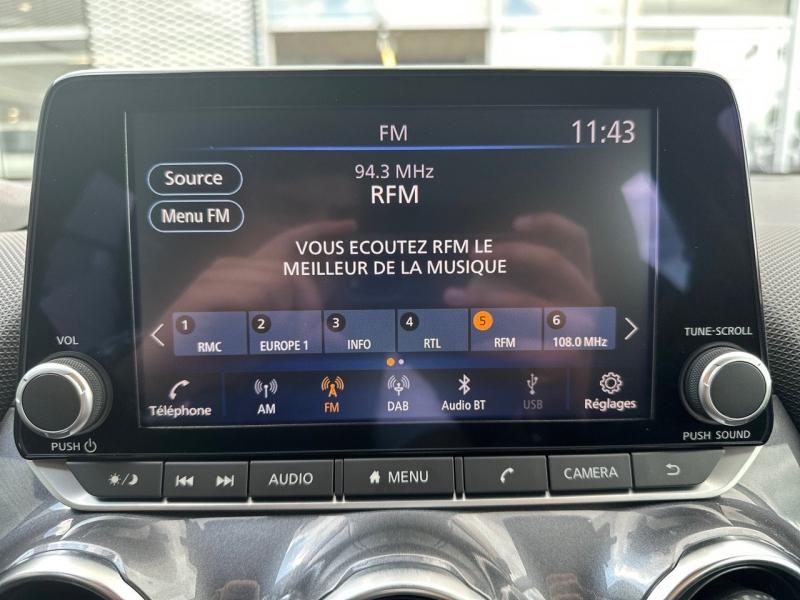 FM
11:43
Source
94.3 MHz
RFM
Menu FM
VOUS ECOUTEZ RFM LE
MEILLEUR DE LA MUSIQUE
1 RMC
2 EUROPE 1
3 INFO
4 RTL
5 RFM
6 108.0 MHz
VOL
TUNE-SCROLL
Téléphone
AM
FM
DAB
Audio BT
USB
Réglages
PUSH
PUSH SOUND
AUDIO
MENU
CAMERA